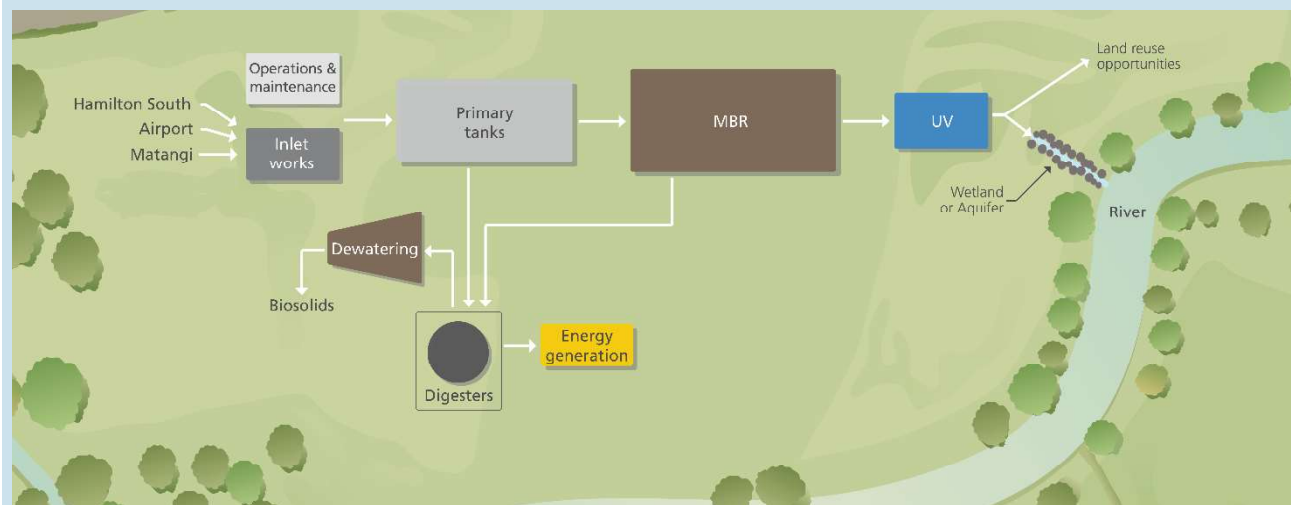 Operations &
maintenance
Hamilton South
Airport
Matangi
Inlet
works
Primary
tanks
MBR
UV
Land reuse
opportunities
Wetland
or Aquifer
River
Dewatering
Biosolids
Digesters
Energy
generation